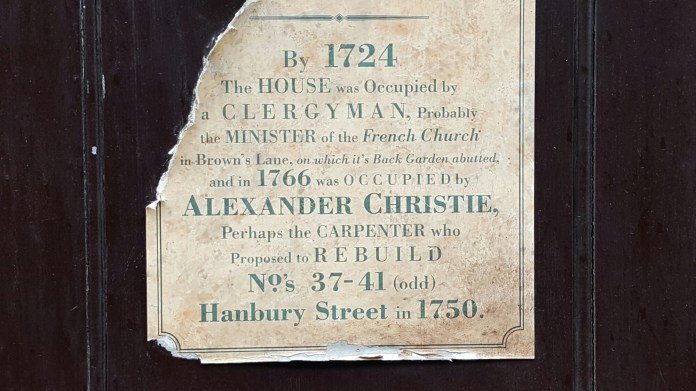 By 1724
The HOUSE was Occupied by
a CLERGYMAN, Probably
the MINISTER of the French Church
in Brown's Lane, on which it's Back Garden abutted,
and in 1766 was OCCUPIED by
ALEXANDER CHRISTIE,
Perhaps the CARPENTER who
Proposed to REBUILD
No's 37-41 (odd)
Hanbury Street in 1750.